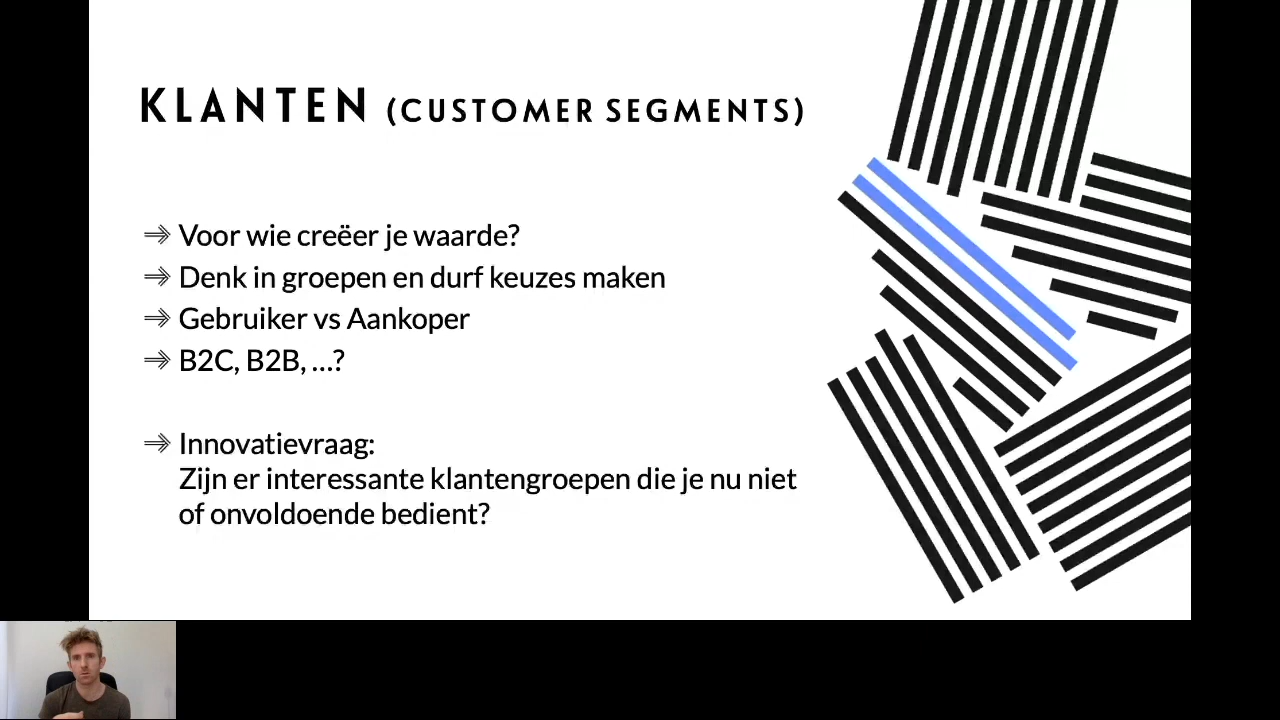 KLANTEN (CUSTOMER SEGMENTS)
⇒ Voor wie creëer je waarde?
⇒ Denk in groepen en durf keuzes maken
⇒ Gebruiker vs Aankoper
⇒ B2C, B2B, ...?
⇒ Innovatievraag:
Zijn er interessante klantengroepen die je nu niet
of onvoldoende bedient?